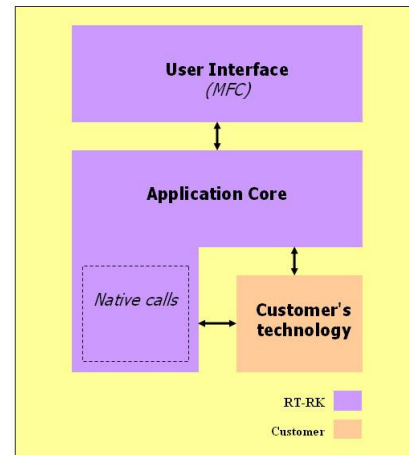 User Interface
(MFC)
Application Core
Native calls
Customer's
technology
RT-RK
Customer